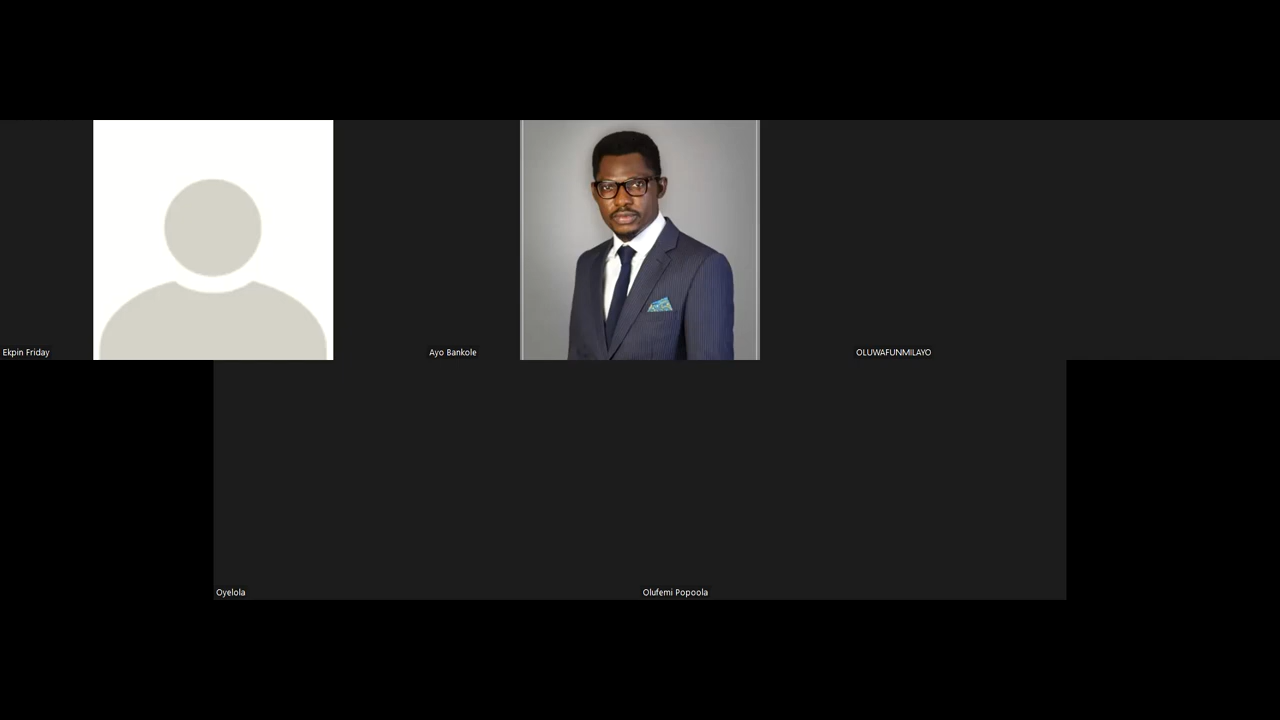 Ekpin Friday
Ayo Bankole
OLUWAFUNMILAYO
Oyelola
Olufemi Popoola